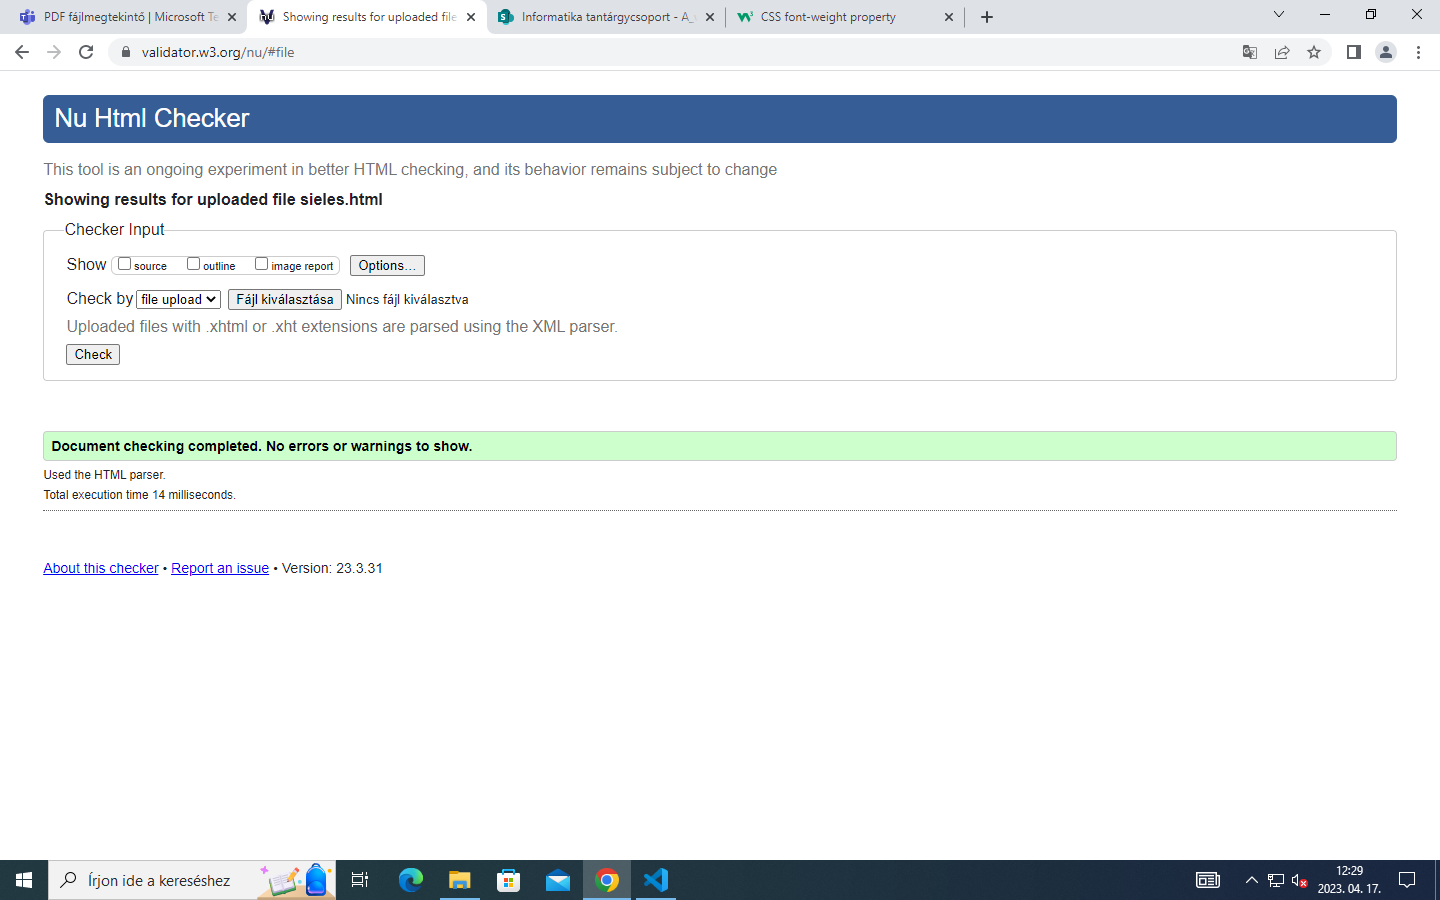 PDF fájlmegtekintő | Microsoft Te
Showing results for uploaded file
Informatika tantárgycsoport - A_
CSS font-weight property
validator.w3.org/nu/#file
Nu Html Checker
This tool is an ongoing experiment in better HTML checking, and its behavior remains subject to change
Showing results for uploaded file sieles.html
Checker Input
Show source outline image report Options...
Check by file upload Fájl kiválasztása Nincs fájl kiválasztva
Uploaded files with .xhtml or .xht extensions are parsed using the XML parser.
Check
Document checking completed. No errors or warnings to show.
Used the HTML parser.
Total execution time 14 milliseconds.
About this checker • Report an issue • Version: 23.3.31
Írjon ide a kereséshez
12:29
2023. 04. 17.